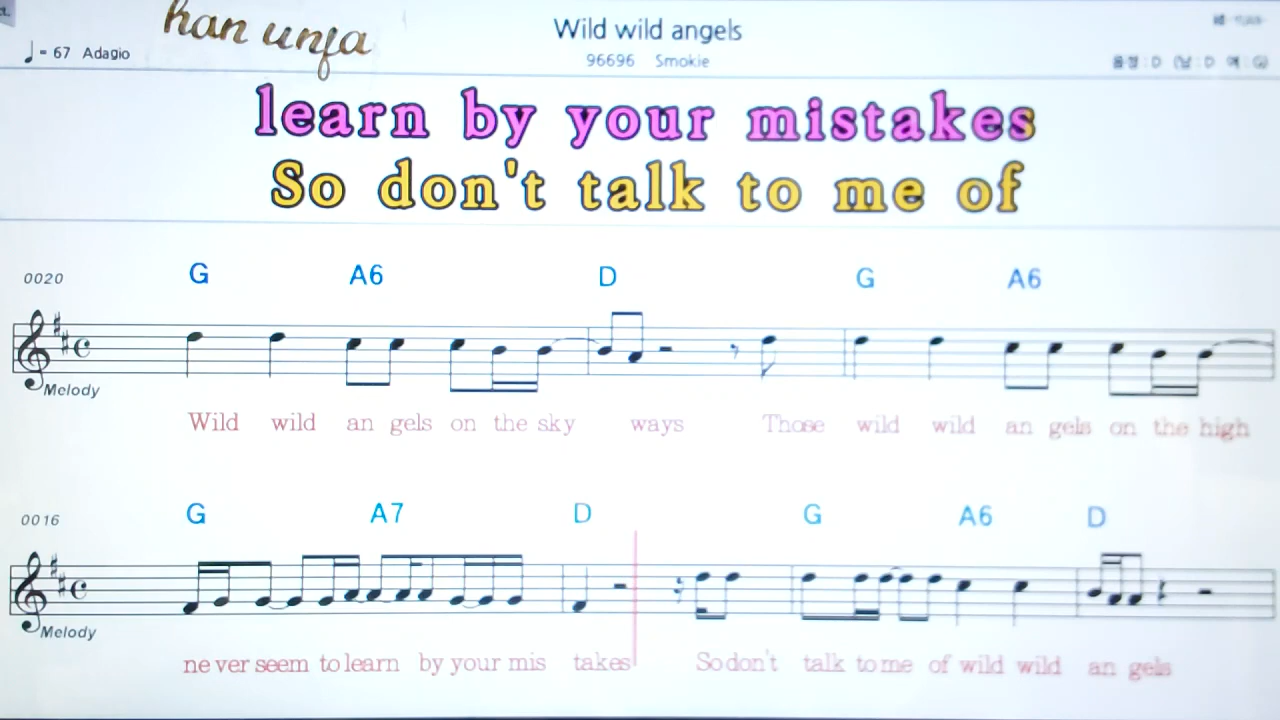 han unja
Wild wild angels
♩= 67 Adagio
96696 Smokie
learn by your mistakes
So don't talk to me of
0020
G A6 D G A6
Melody
Wild wild an gels on the sky ways Those wild wild an gels on the high
0016
G A7 D G A6 D
Melody
ne ver seem to learn by your mis takes So don't talk to me of wild wild an gels